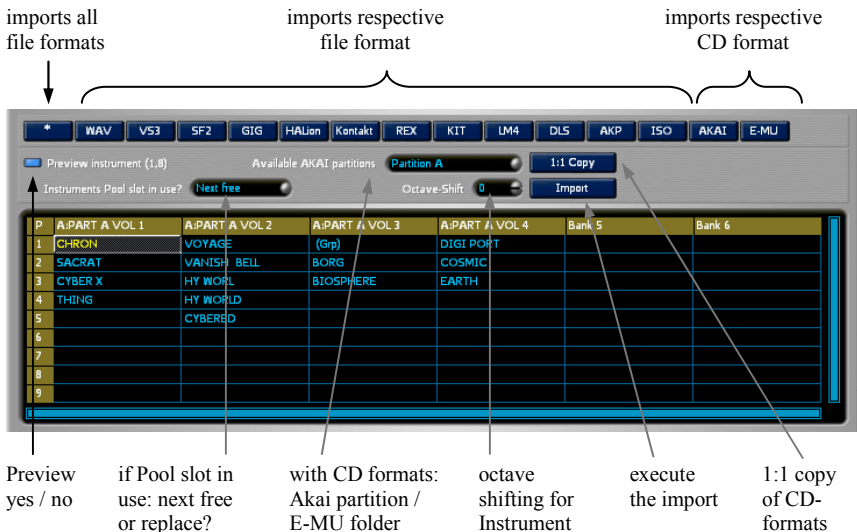 imports all
file formats
imports respective
file format
imports respective
CD format
* WAV VS3 SF2 GIG HALion Kontakt REX KIT LM4 DLS AKP ISO AKAI E-MU
Preview instrument (1,8) Available AKAI partitions Partition A 1:1 Copy
Instruments Pool slot in use? Next free Octave-Shift 0 Import
P A:PART A VOL 1 A:PART A VOL 2 A:PART A VOL 3 A:PART A VOL 4 Bank 5 Bank 6
1 CHRON VOYAGE (Grp) DIGI PORT
2 SACRAT VANISH BELL BORG COSMIC
3 CYBER X HY WORL BIOSPHERE EARTH
4 THING HY WORLD
5 CYBERED
6
7
8
9
Preview
yes / no
if Pool slot in
use: next free
or replace?
with CD formats:
Akai partition /
E-MU folder
octave
shifting for
Instrument
execute
the import
1:1 copy
of CD-
formats